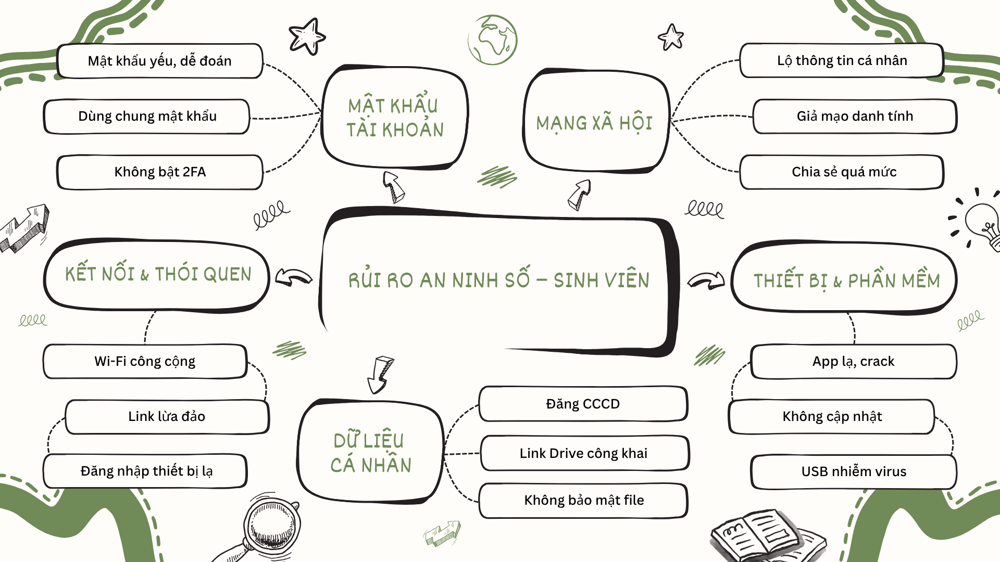 Mật khẩu yếu, dễ đoán
Dùng chung mật khẩu
Không bật 2FA
MẬT KHẨU
TÀI KHOẢN
MẠNG XÃ HỘI
Lộ thông tin cá nhân
Giả mạo danh tính
Chia sẻ quá mức
KẾT NỐI & THÓI QUEN
RỦI RO AN NINH SỐ – SINH VIÊN
THIẾT BỊ & PHẦN MỀM
Wi-Fi công cộng
Link lừa đảo
Đăng nhập thiết bị lạ
DỮ LIỆU
CÁ NHÂN
Đăng CCCD
Link Drive công khai
Không bảo mật file
App lạ, crack
Không cập nhật
USB nhiễm virus